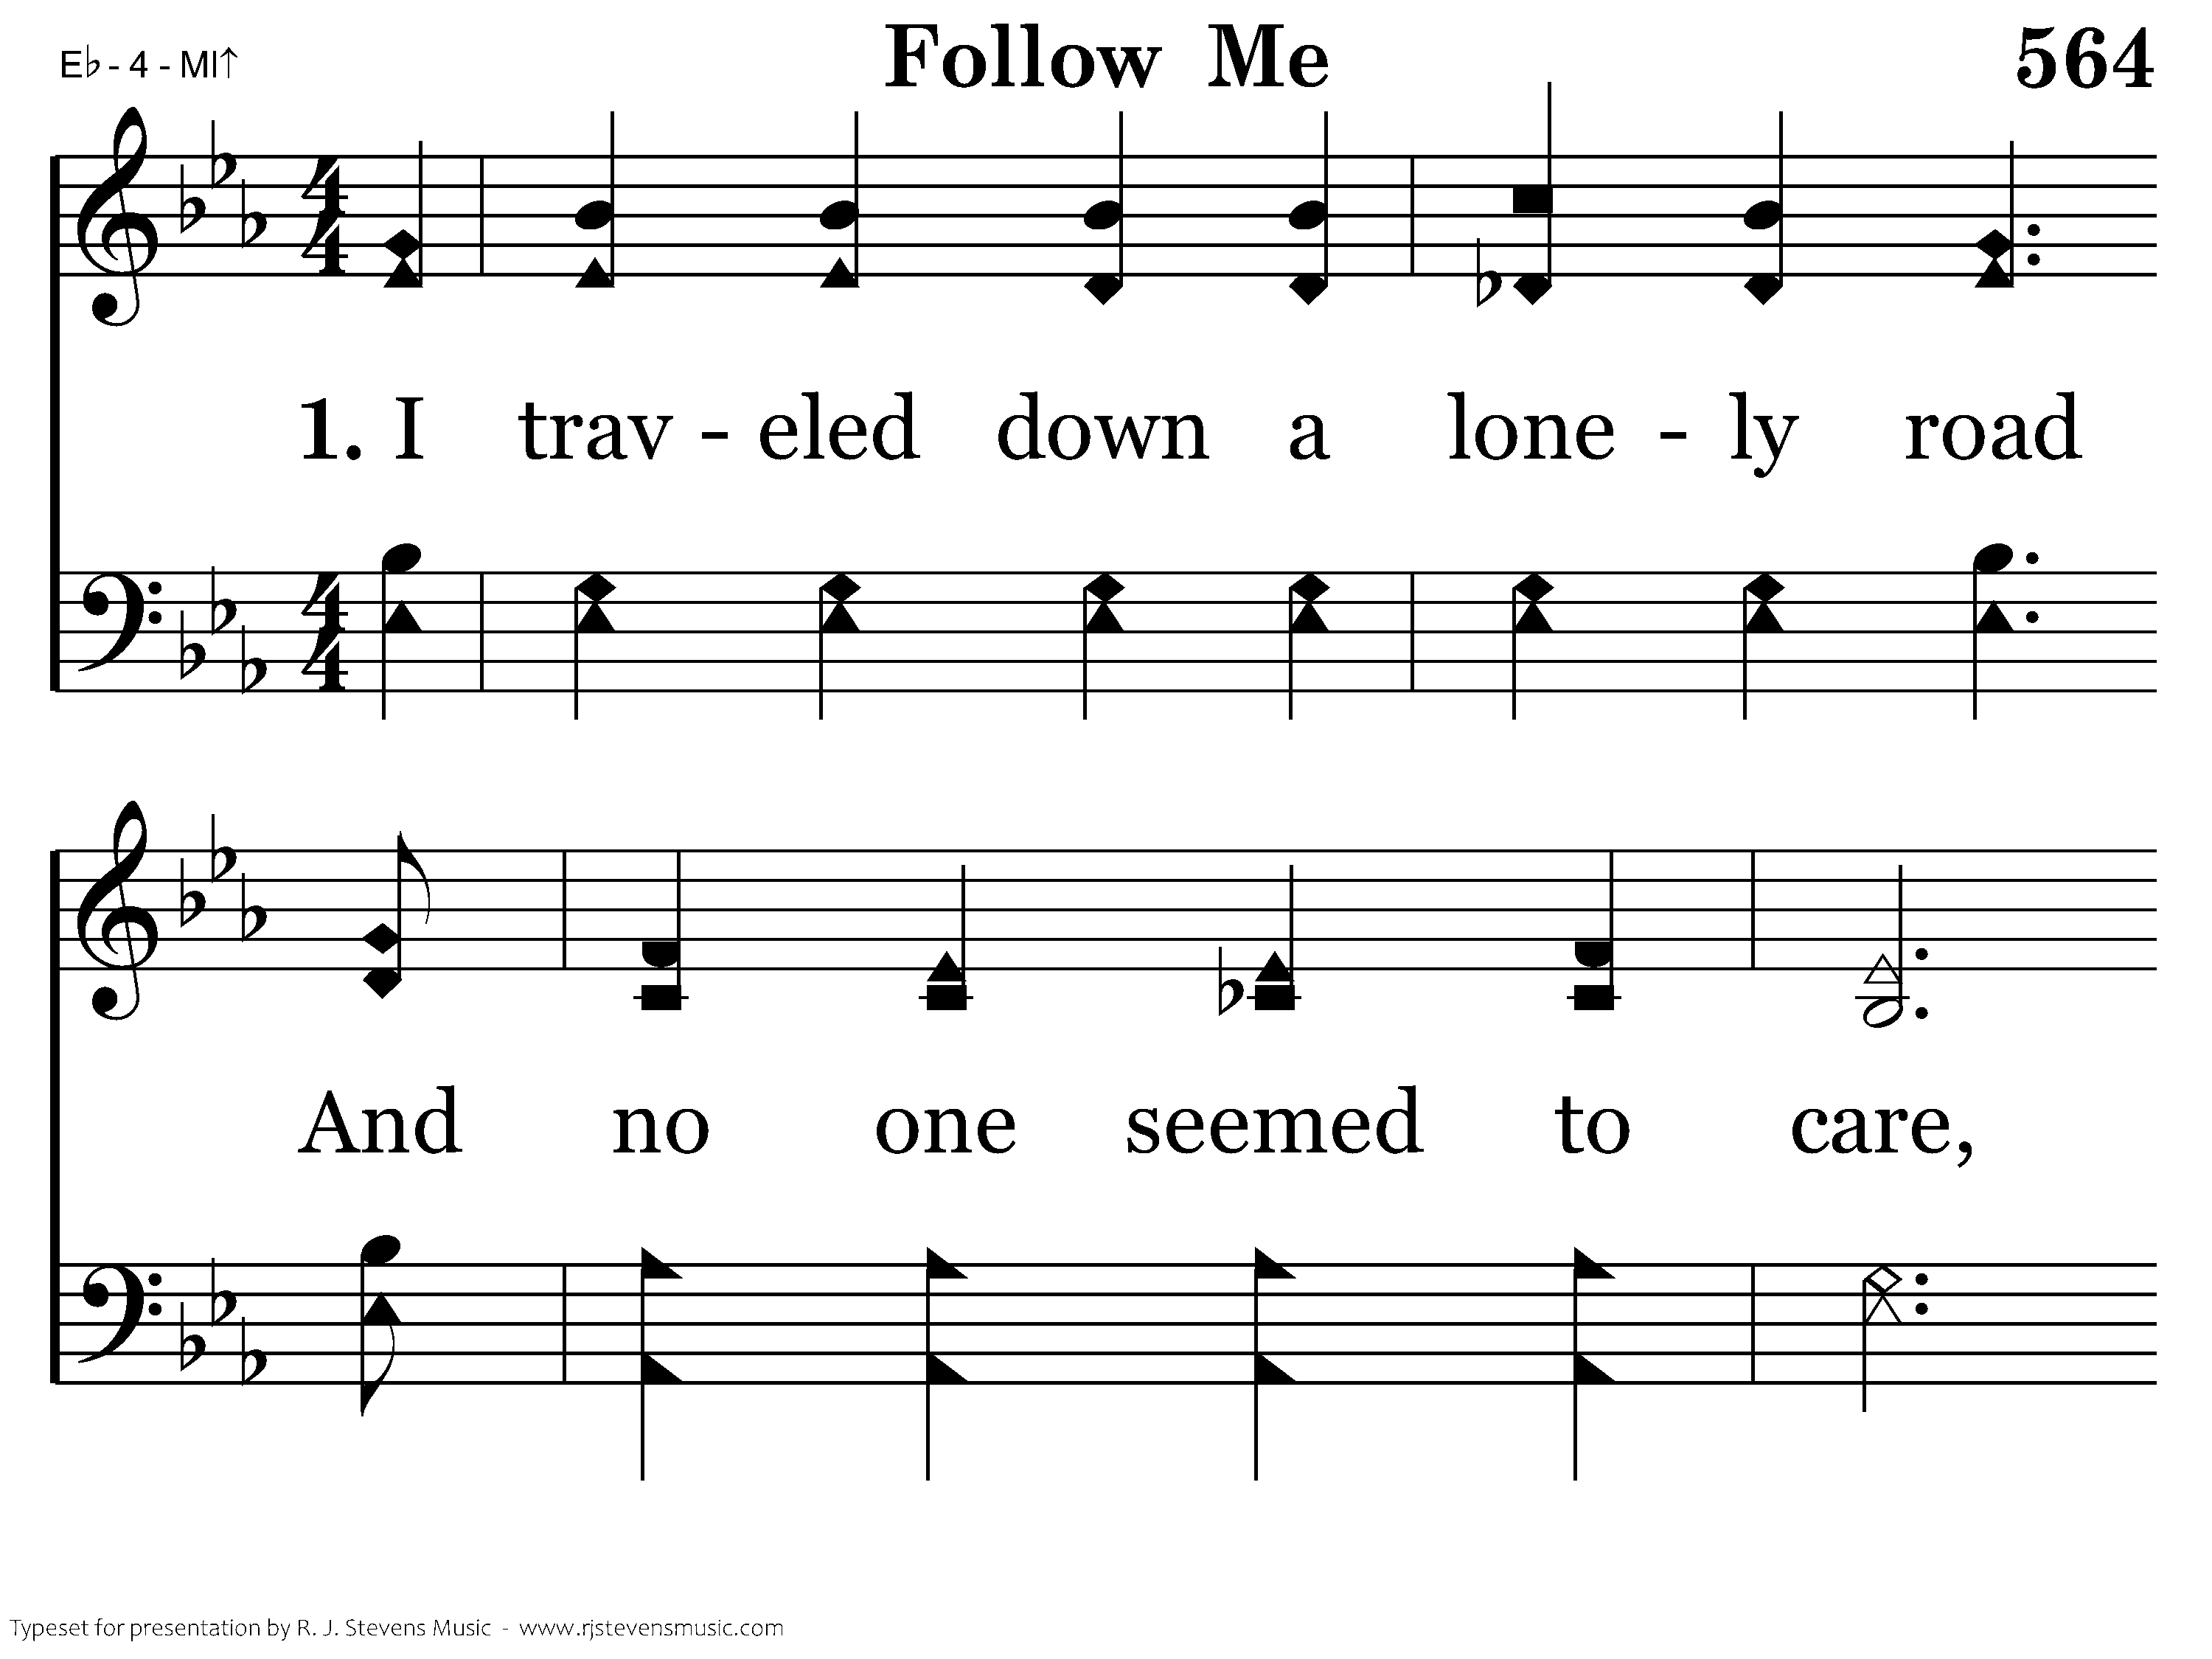 E♭ - 4 - MI↑
Follow Me
564
1. I trav - eled down a lone - ly road
And no one seemed to care,
Typeset for presentation by R. J. Stevens Music - www.rjstevensmusic.com